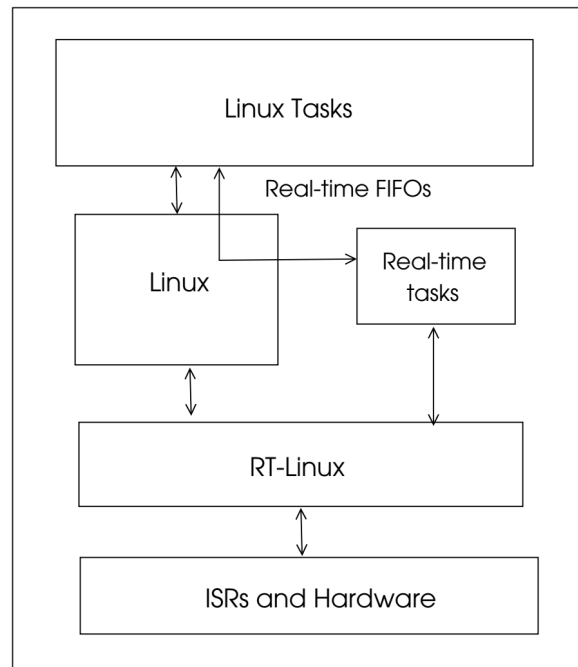 Linux Tasks
Real-time FIFOs
Linux
Real-time
tasks
RT-Linux
ISRs and Hardware